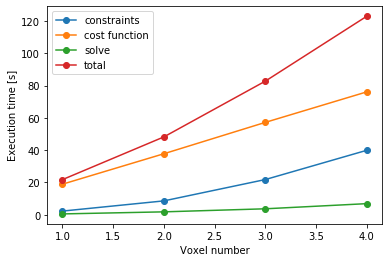 constraints
cost function
solve
total
Execution time [s]
120
100
80
60
40
20
0
1.0 1.5 2.0 2.5 3.0 3.5 4.0
Voxel number